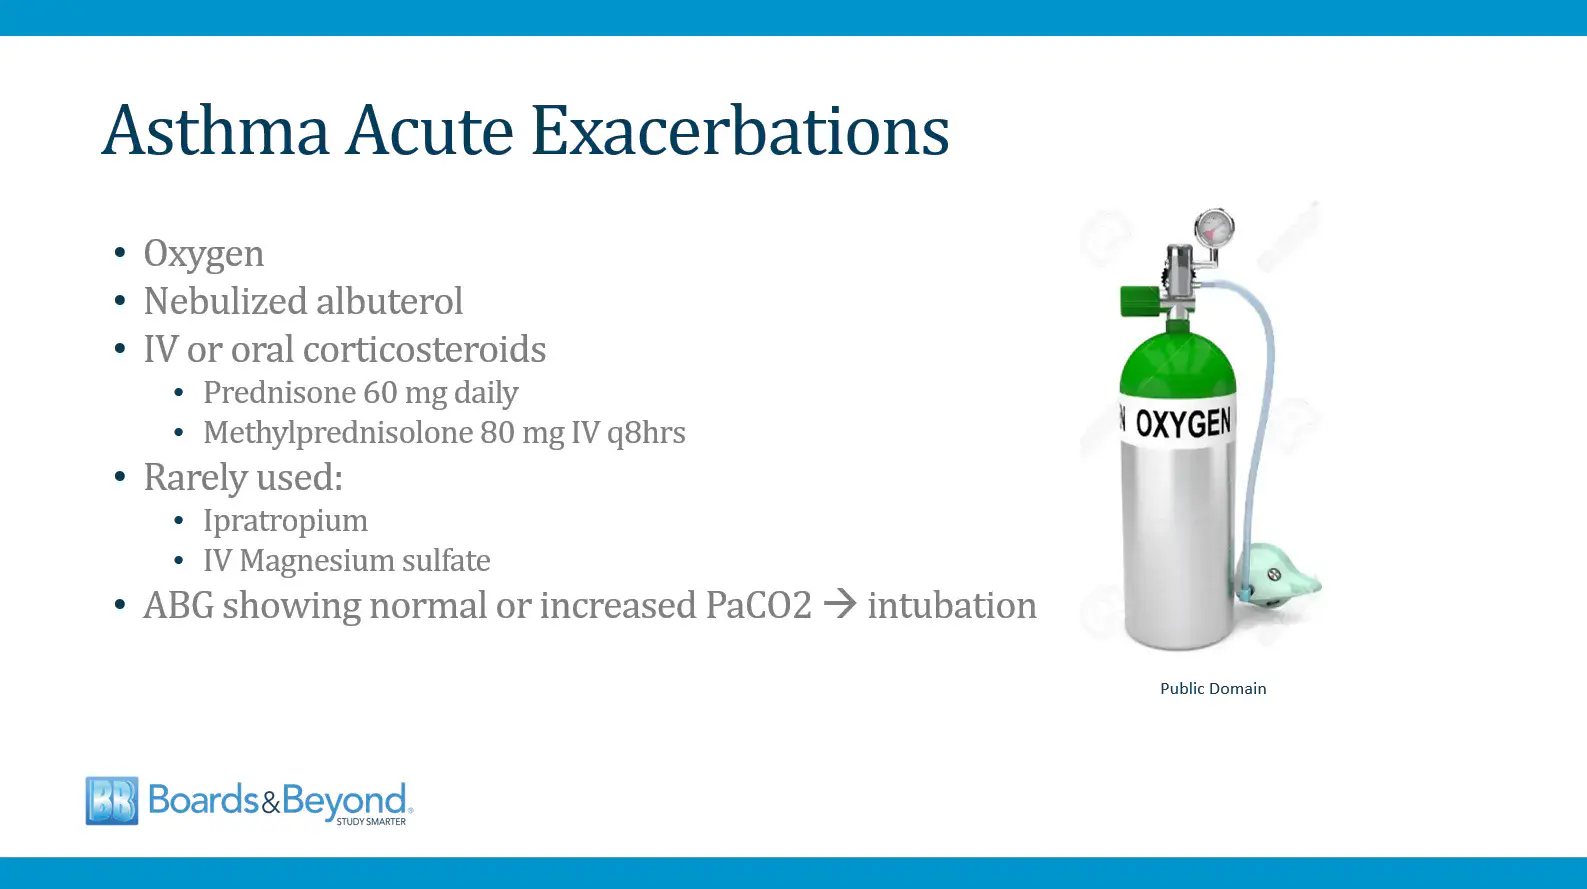 Asthma Acute Exacerbations
• Oxygen
• Nebulized albuterol
• IV or oral corticosteroids
• Prednisone 60 mg daily
• Methylprednisolone 80 mg IV q8hrs
• Rarely used:
• Ipratropium
• IV Magnesium sulfate
• ABG showing normal or increased PaCO2 → intubation
OXYGEN
Public Domain
BB Boards&Beyond®
STUDY SMARTER